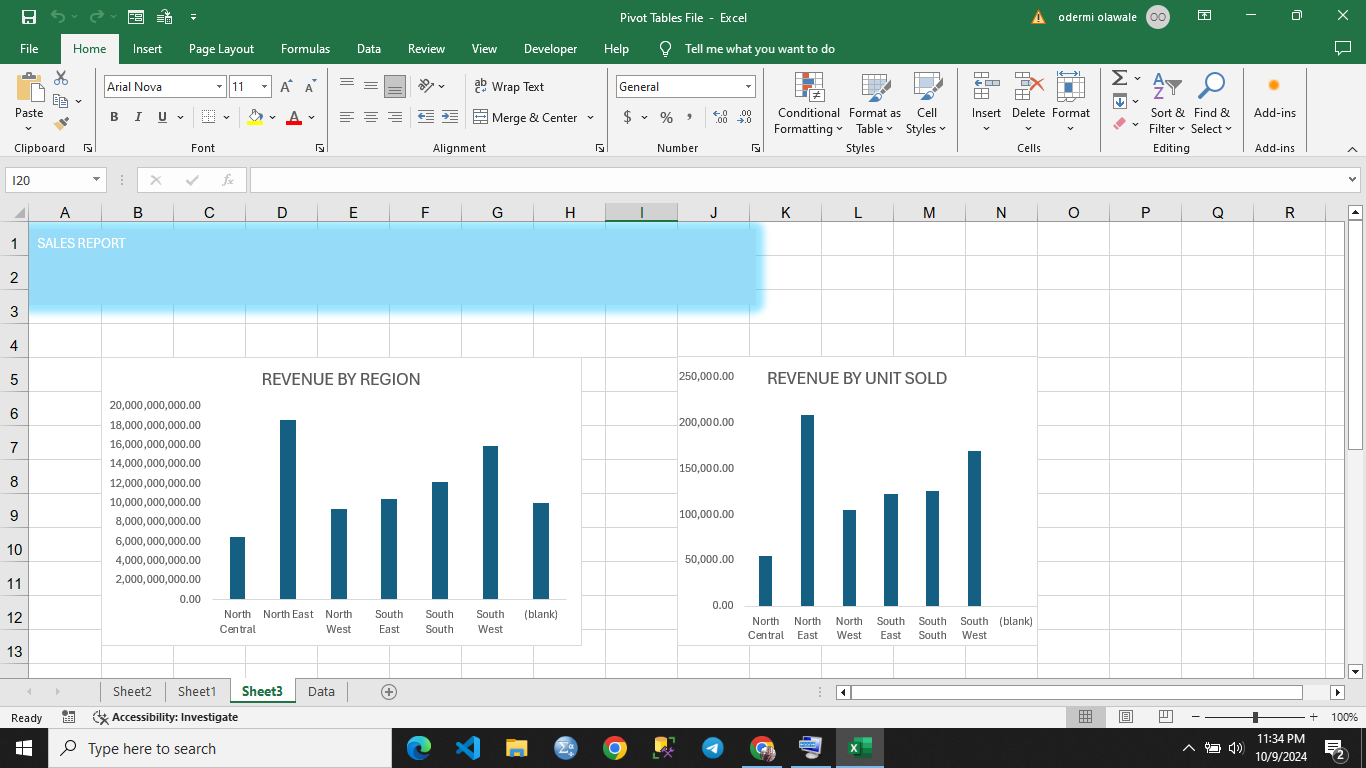 Pivot Tables File - Excel
odermi olawale
OO
File Home Insert Page Layout Formulas Data Review View Developer Help Tell me what you want to do
Arial Nova 11
Wrap Text
General
Paste
B I U A
Merge & Center
$ % ,
Conditional Formatting
Format as Table
Cell Styles
Insert Delete Format
Sort & Filter
Find & Select
Add-ins
Clipboard Font Alignment Number Styles Cells Editing Add-ins
I20
fx
A B C D E F G H I J K L M N O P Q R
1
2
3
4
5
6
7
8
9
10
11
12
13
SALES REPORT
REVENUE BY REGION
20,000,000,000.00
18,000,000,000.00
16,000,000,000.00
14,000,000,000.00
12,000,000,000.00
10,000,000,000.00
8,000,000,000.00
6,000,000,000.00
4,000,000,000.00
2,000,000,000.00
0.00
North Central
North East
North West
South East
South South
South West
(blank)
REVENUE BY UNIT SOLD
250,000.00
200,000.00
150,000.00
100,000.00
50,000.00
0.00
North Central
North East
North West
South East
South South
South West
(blank)
Sheet2 Sheet1 Sheet3 Data
Ready
Accessibility: Investigate
100%
Type here to search
11:34 PM
10/9/2024
2